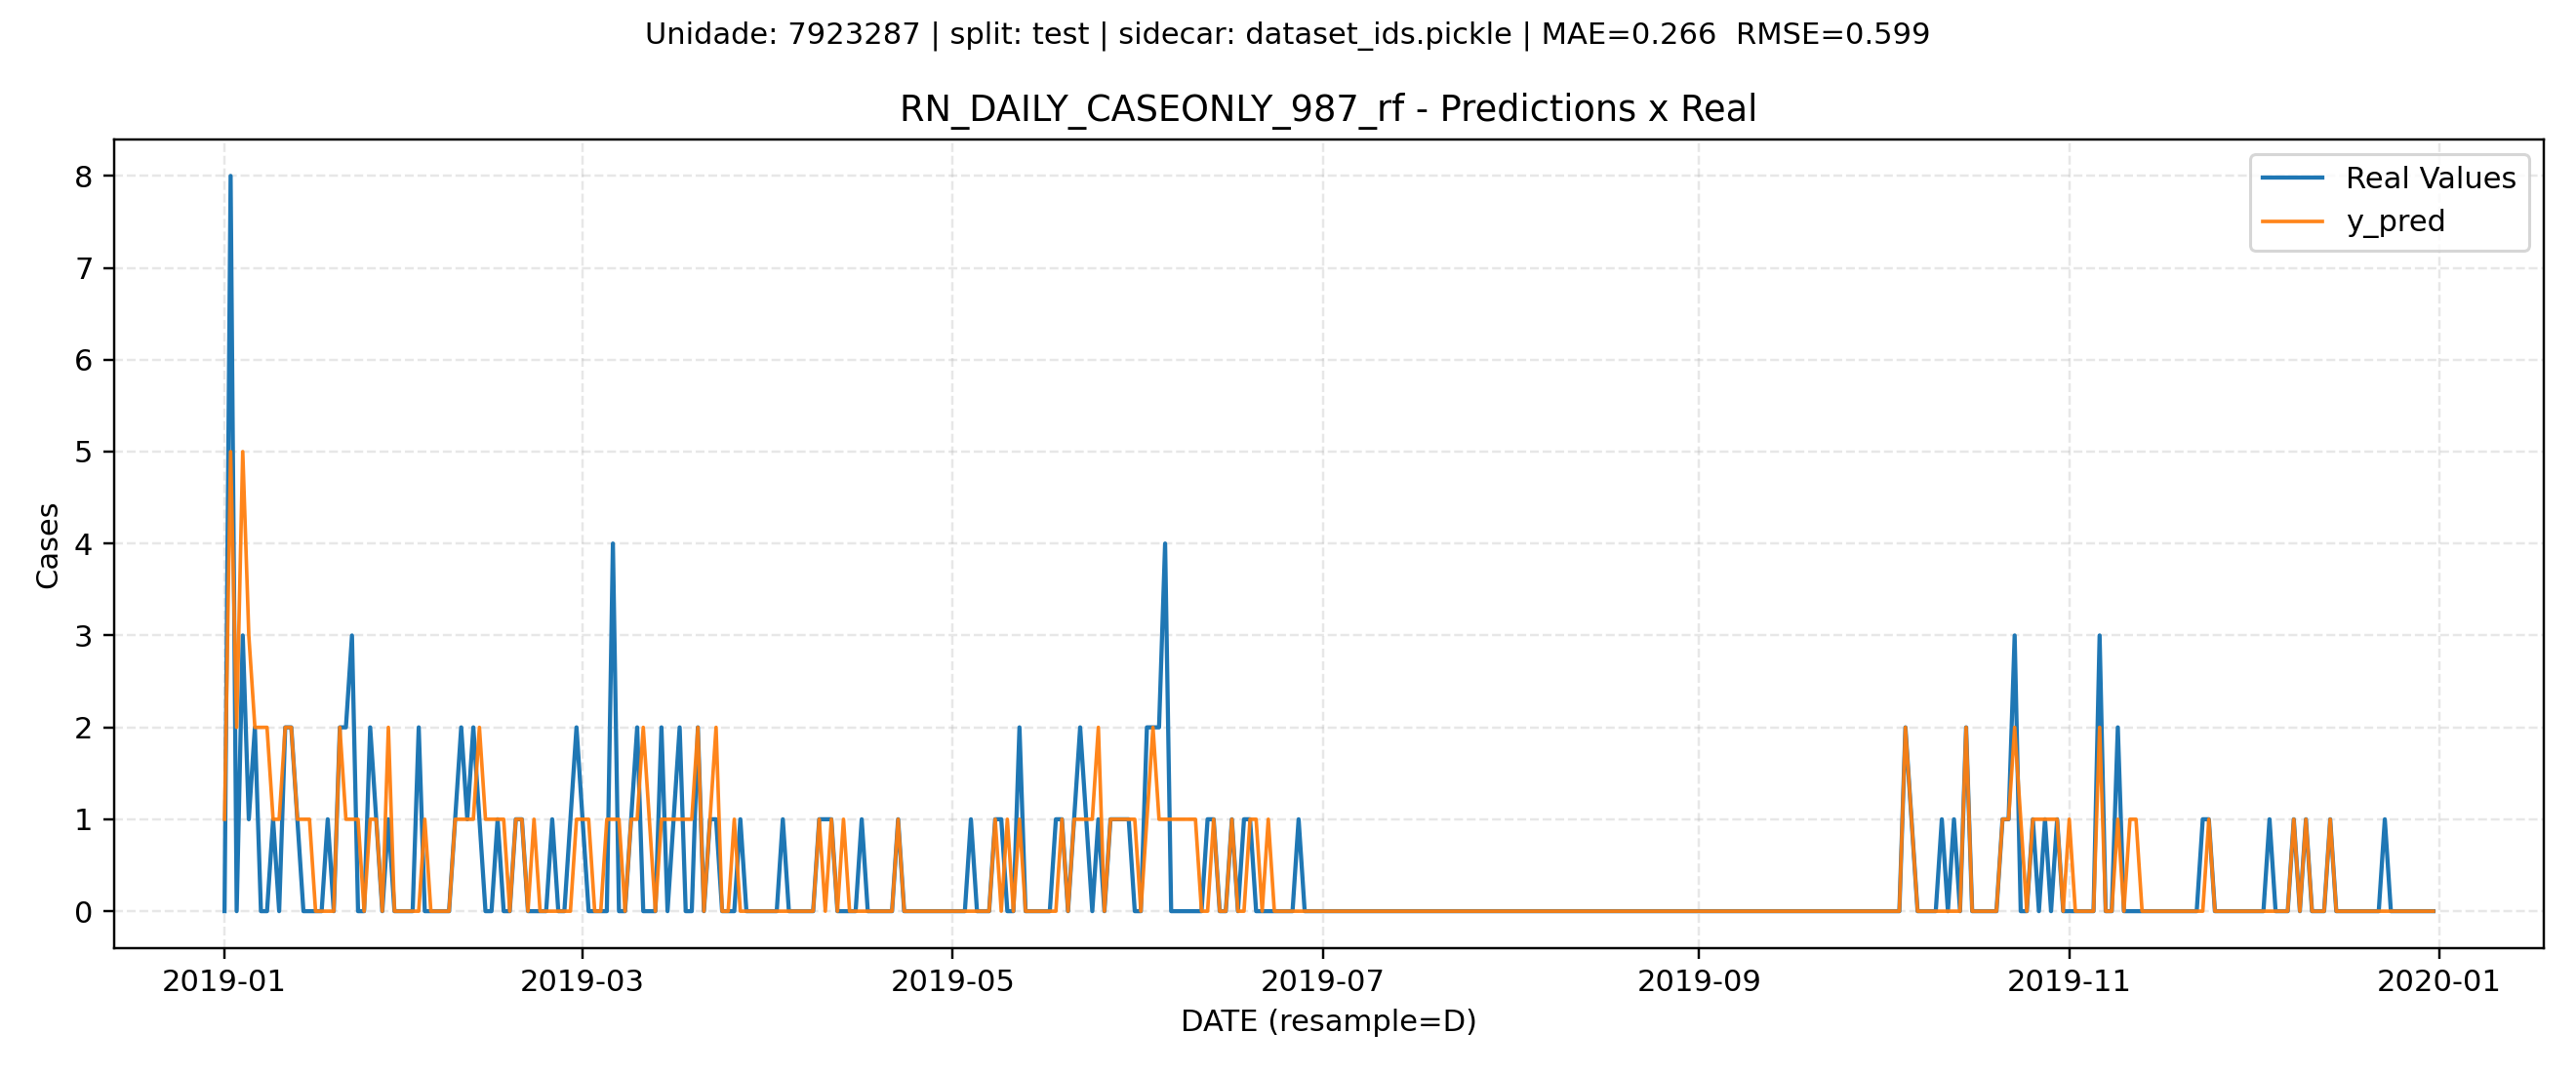 Unidade: 7923287 | split: test | sidecar: dataset_ids.pickle | MAE=0.266  RMSE=0.599
RN_DAILY_CASEONLY_987_rf - Predictions x Real
Real Values
y_pred
8
7
6
5
4
3
2
1
0
Cases
2019-01
2019-03
2019-05
2019-07
2019-09
2019-11
2020-01
DATE (resample=D)